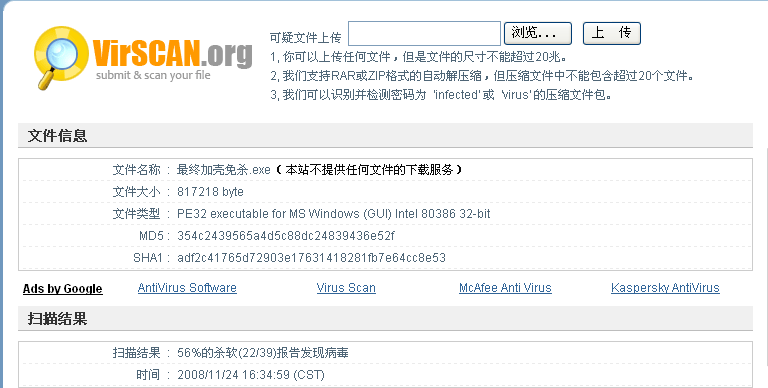 VirSCAN.org
submit & scan your file
可疑文件上传 浏览... 上 传
1, 你可以上传任何文件，但是文件的尺寸不能超过20兆。
2, 我们支持RAR或ZIP格式的自动解压缩，但压缩文件中不能包含超过20个文件。
3, 我们可以识别并检测密码为 'infected' 或 'virus' 的压缩文件包。
文件信息
文件名称 : 最终加壳免杀.exe ( 本站不提供任何文件的下载服务 )
文件大小 : 817218 byte
文件类型 : PE32 executable for MS Windows (GUI) Intel 80386 32-bit
MD5 : 354c2439565a4d5c88dc24839436e52f
SHA1 : adf2c41765d72903e17631418281fb7e64cc8e53
Ads by Google AntiVirus Software Virus Scan McAfee Anti Virus Kaspersky AntiVirus
扫描结果
扫描结果 : 56%的杀软(22/39)报告发现病毒
时间 : 2008/11/24 16:34:59 (CST)